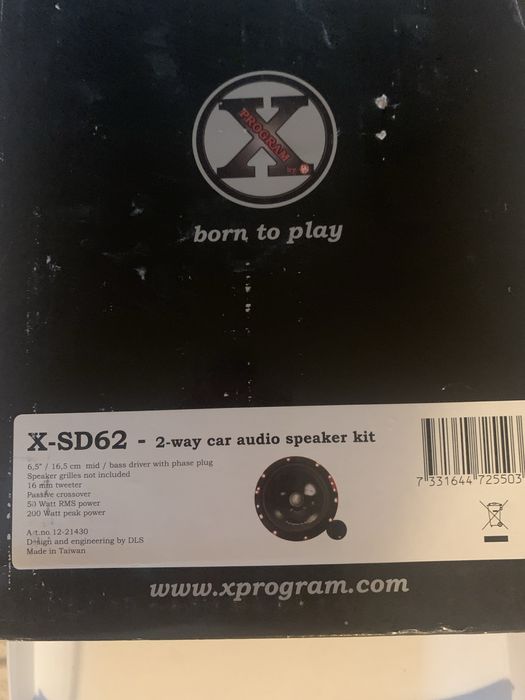 X
PROGRAM
by
born to play
X-SD62 - 2-way car audio speaker kit
6,5" / 16,5 cm mid / bass driver with phase plug
Speaker grilles not included
16 mm tweeter
Passive crossover
50 Watt RMS power
200 Watt peak power
Art.no 12-21430
Design and engineering by DLS
Made in Taiwan
7 331644 725503
www.xprogram.com